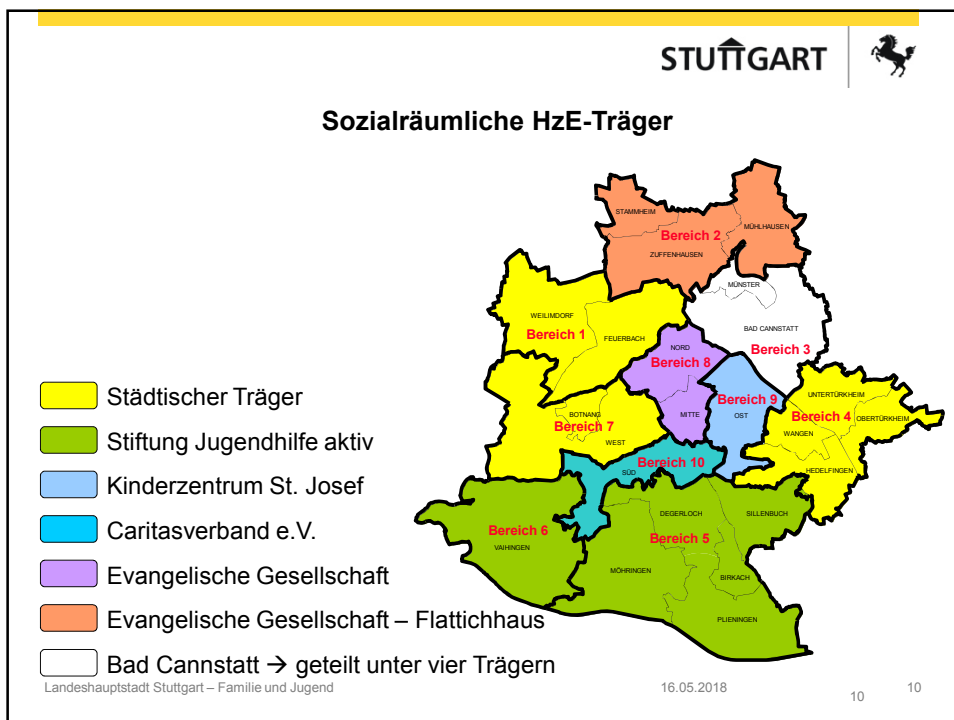 STUTTGART
Sozialräumliche HzE-Träger
STAMMHEIM
MÜHLHAUSEN
Bereich 2
ZUFFENHAUSEN
MÜNSTER
WEILIMDORF
BAD CANNSTATT
Bereich 1
FEUERBACH
NORD
Bereich 3
Bereich 8
UNTERTÜRKHEIM
Bereich 9
BOTNANG
MITTE
OST
Bereich 4
OBERTÜRKHEIM
Bereich 7
WANGEN
WEST
Bereich 10
SÜD
HEDELFINGEN
DEGERLOCH
SILLENBUCH
Bereich 6
Bereich 5
VAIHINGEN
MÖHRINGEN
BIRKACH
PLIENINGEN
Städtischer Träger
Stiftung Jugendhilfe aktiv
Kinderzentrum St. Josef
Caritasverband e.V.
Evangelische Gesellschaft
Evangelische Gesellschaft – Flattichhaus
Bad Cannstatt → geteilt unter vier Trägern
Landeshauptstadt Stuttgart – Familie und Jugend
16.05.2018
10
10